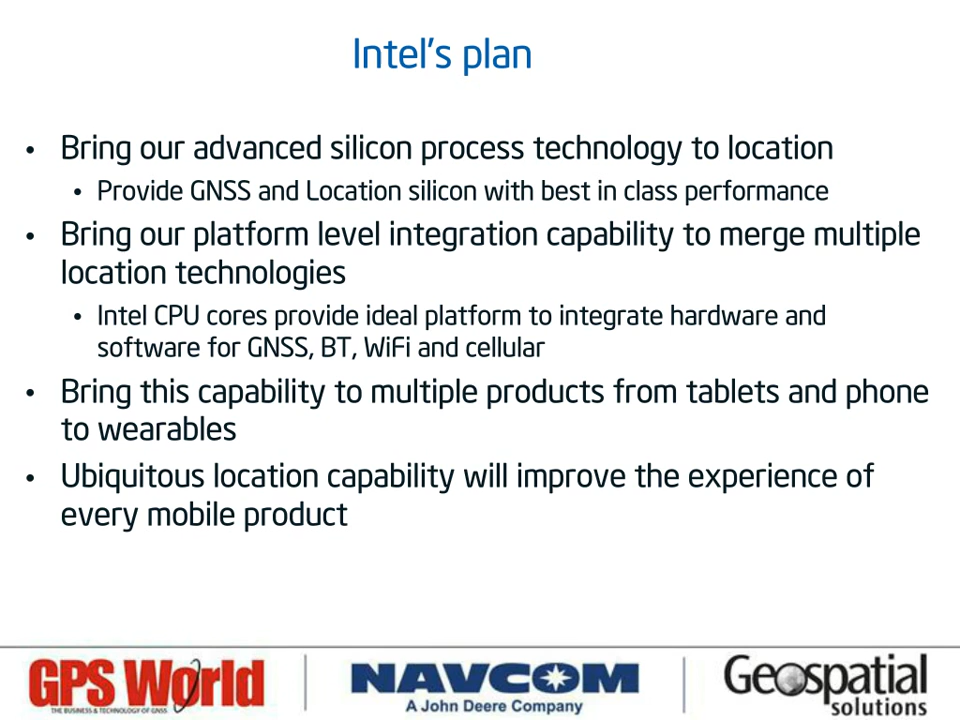 Intel's plan
• Bring our advanced silicon process technology to location
• Provide GNSS and Location silicon with best in class performance
• Bring our platform level integration capability to merge multiple
location technologies
• Intel CPU cores provide ideal platform to integrate hardware and
software for GNSS, BT, WiFi and cellular
• Bring this capability to multiple products from tablets and phone
to wearables
• Ubiquitous location capability will improve the experience of
every mobile product
GPS World
THE BUSINESS & TECHNOLOGY OF GNSS
NAVCOM
A John Deere Company
Geospatial
solutions